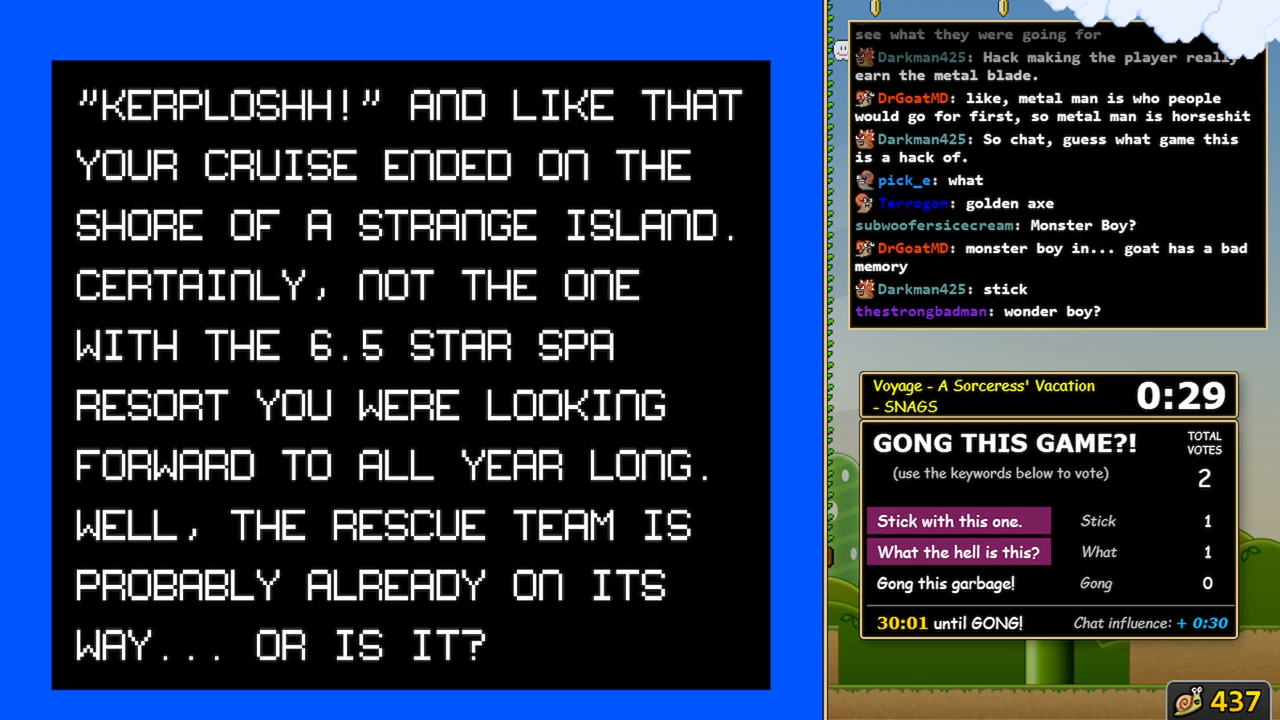 "KERPLOSHH!" AND LIKE THAT
YOUR CRUISE ENDED ON THE
SHORE OF A STRANGE ISLAND.
CERTAINLY, NOT THE ONE
WITH THE 6.5 STAR SPA
RESORT YOU WERE LOOKING
FORWARD TO ALL YEAR LONG.
WELL, THE RESCUE TEAM IS
PROBABLY ALREADY ON ITS
WAY... OR IS IT?
see what they were going for
Darkman425: Hack making the player really
earn the metal blade.
DrGoatMD: like, metal man is who people
would go for first, so metal man is horseshit
Darkman425: So chat, guess what game this
is a hack of.
pick_e: what
Terrogon: golden axe
subwoofersicecream: Monster Boy?
DrGoatMD: monster boy in... goat has a bad
memory
Darkman425: stick
thestrongbadman: wonder boy?
Voyage - A Sorceress' Vacation
- SNAGS
0:29
GONG THIS GAME?!
TOTAL
VOTES
(use the keywords below to vote)
2
Stick with this one. Stick 1
What the hell is this? What 1
Gong this garbage! Gong 0
30:01 until GONG! Chat influence: + 0:30
437